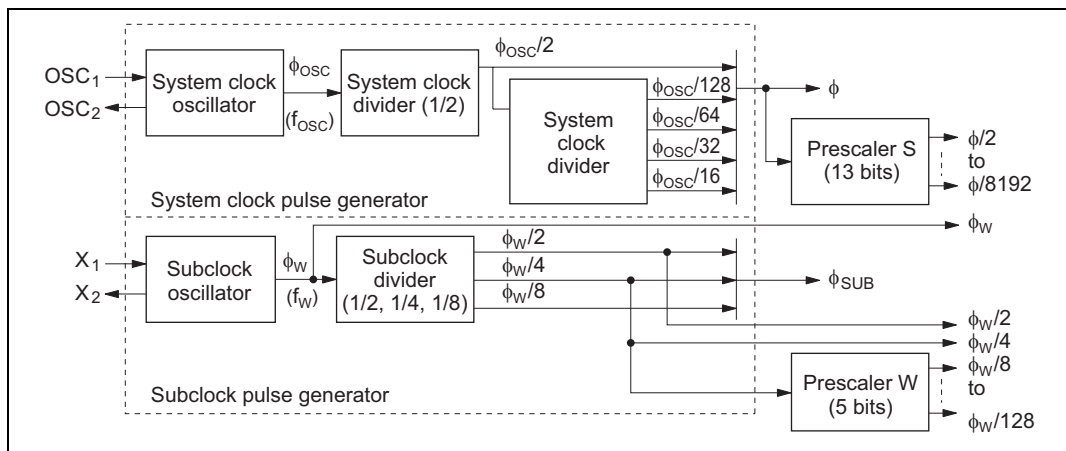 OSC1
OSC2
System clock
oscillator
ϕOSC
(fOSC)
System clock
divider (1/2)
ϕOSC/2
System
clock
divider
ϕOSC/128
ϕOSC/64
ϕOSC/32
ϕOSC/16
ϕ
Prescaler S
(13 bits)
ϕ/2
to
ϕ/8192
System clock pulse generator
X1
X2
Subclock
oscillator
ϕW
(fW)
Subclock
divider
(1/2, 1/4, 1/8)
ϕW/2
ϕW/4
ϕW/8
ϕW
ϕSUB
ϕW/2
ϕW/4
Prescaler W
(5 bits)
ϕW/8
to
ϕW/128
Subclock pulse generator